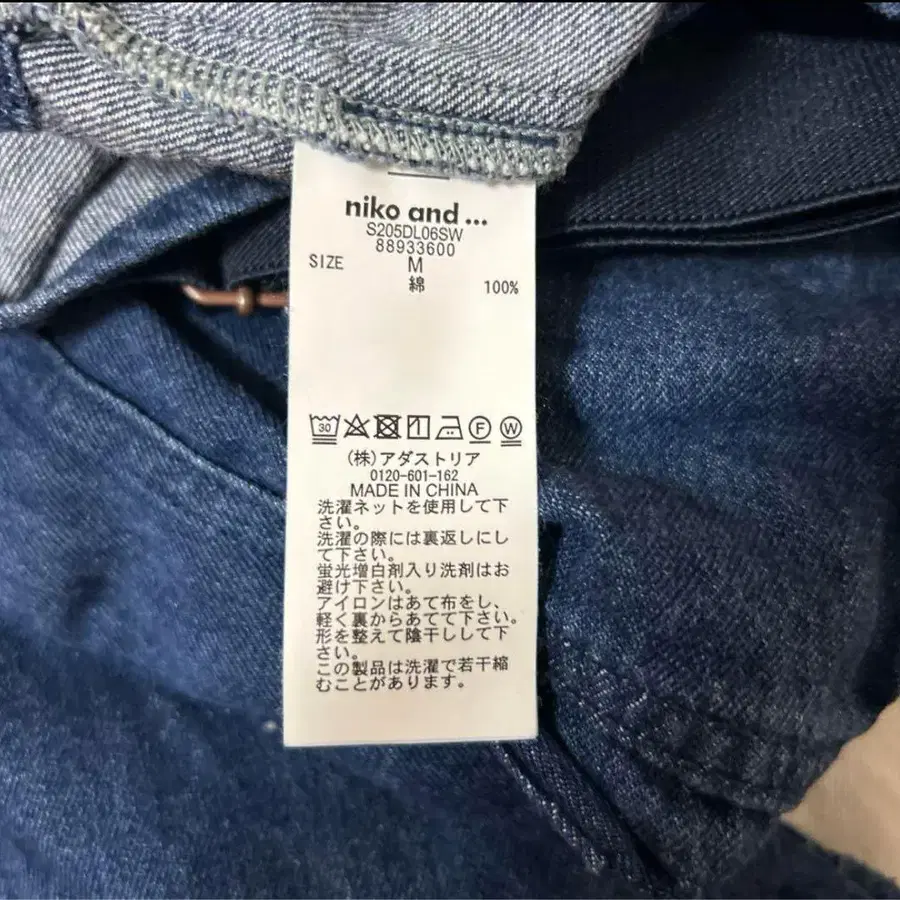 niko and ...
S205DL06SW
88933600
SIZE M
綿 100%
30
F W
(株)アダストリア
0120-601-162
MADE IN CHINA
洗濯ネットを使用して下
さい。
洗濯の際には裏返しにし
て下さい。
蛍光増白剤入り洗剤はお
避け下さい。
アイロンはあて布をし、
軽く裏からあてて下さい。
形を整えて陰干しして下
さい。
この製品は洗濯で若干縮
むことがあります。